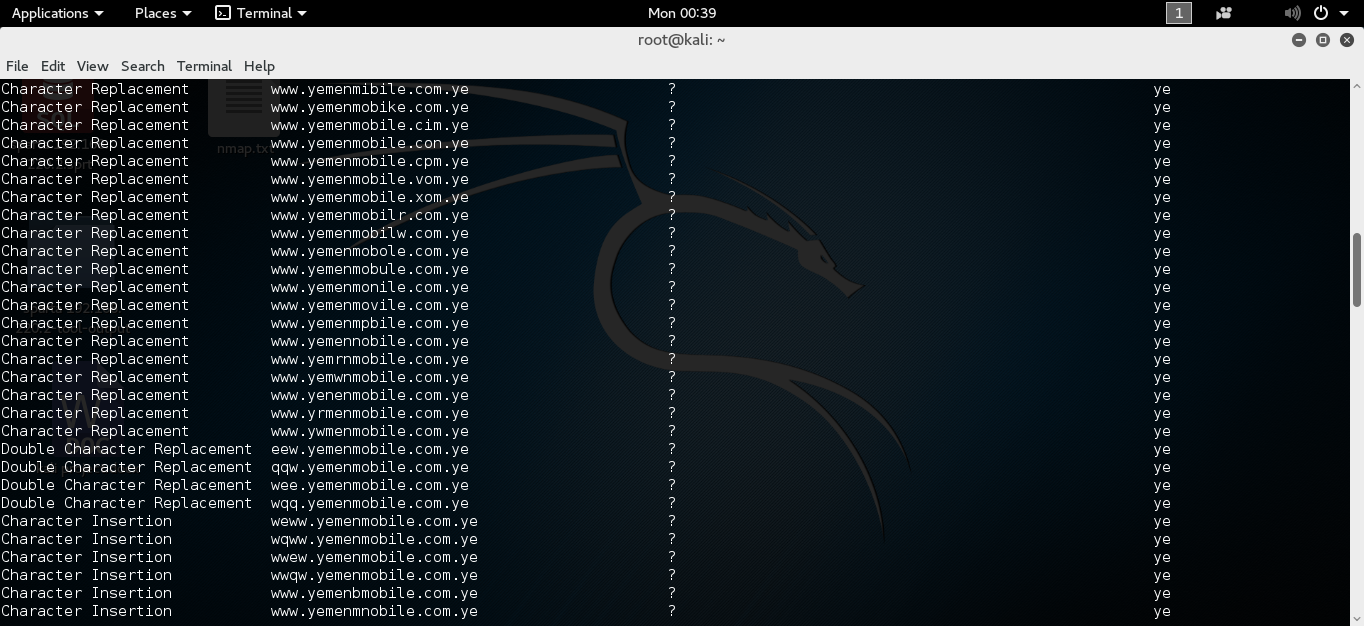 Applications Places Terminal Mon 00:39 1
root@kali: ~
File Edit View Search Terminal Help
Character Replacement www.yemenmibile.com.ye ? ye
Character Replacement www.yemenmobike.com.ye ? ye
Character Replacement www.yemenmobile.cim.ye ? ye
Character Replacement www.yemenmobile.con.ye ? ye
Character Replacement www.yemenmobile.cpm.ye ? ye
Character Replacement www.yemenmobile.vom.ye ? ye
Character Replacement www.yemenmobile.xom.ye ? ye
Character Replacement www.yemenmobilr.com.ye ? ye
Character Replacement www.yemenmobilw.com.ye ? ye
Character Replacement www.yemenmobole.com.ye ? ye
Character Replacement www.yemenmobule.com.ye ? ye
Character Replacement www.yemenmonile.com.ye ? ye
Character Replacement www.yemenmovile.com.ye ? ye
Character Replacement www.yemenmpbile.com.ye ? ye
Character Replacement www.yemennobile.com.ye ? ye
Character Replacement www.yemrnmobile.com.ye ? ye
Character Replacement www.yemwnmobile.com.ye ? ye
Character Replacement www.yenenmobile.com.ye ? ye
Character Replacement www.yrmenmobile.com.ye ? ye
Character Replacement www.ywmenmobile.com.ye ? ye
Double Character Replacement eew.yemenmobile.com.ye ? ye
Double Character Replacement qqw.yemenmobile.com.ye ? ye
Double Character Replacement wee.yemenmobile.com.ye ? ye
Double Character Replacement wqq.yemenmobile.com.ye ? ye
Character Insertion weww.yemenmobile.com.ye ? ye
Character Insertion wqww.yemenmobile.com.ye ? ye
Character Insertion wwew.yemenmobile.com.ye ? ye
Character Insertion wwqw.yemenmobile.com.ye ? ye
Character Insertion www.yemenbmobile.com.ye ? ye
Character Insertion www.yemenmnobile.com.ye ? ye
nmap.txt